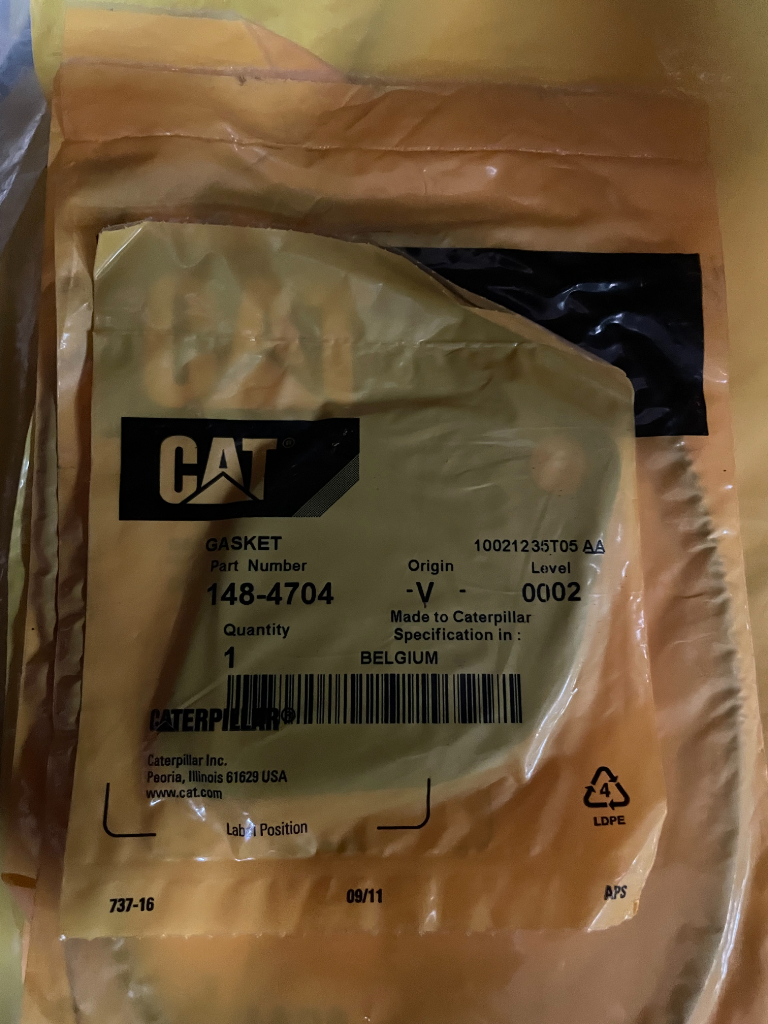 CAT®
GASKET 10021235T05 AA
Part Number Origin Level
148-4704 -V - 0002
Quantity Made to Caterpillar
Specification in :
1 BELGIUM
CATERPILLAR®
Caterpillar Inc.
Peoria, Illinois 61629 USA
www.cat.com
Label Position
4
LDPE
737-16 09/11 APS